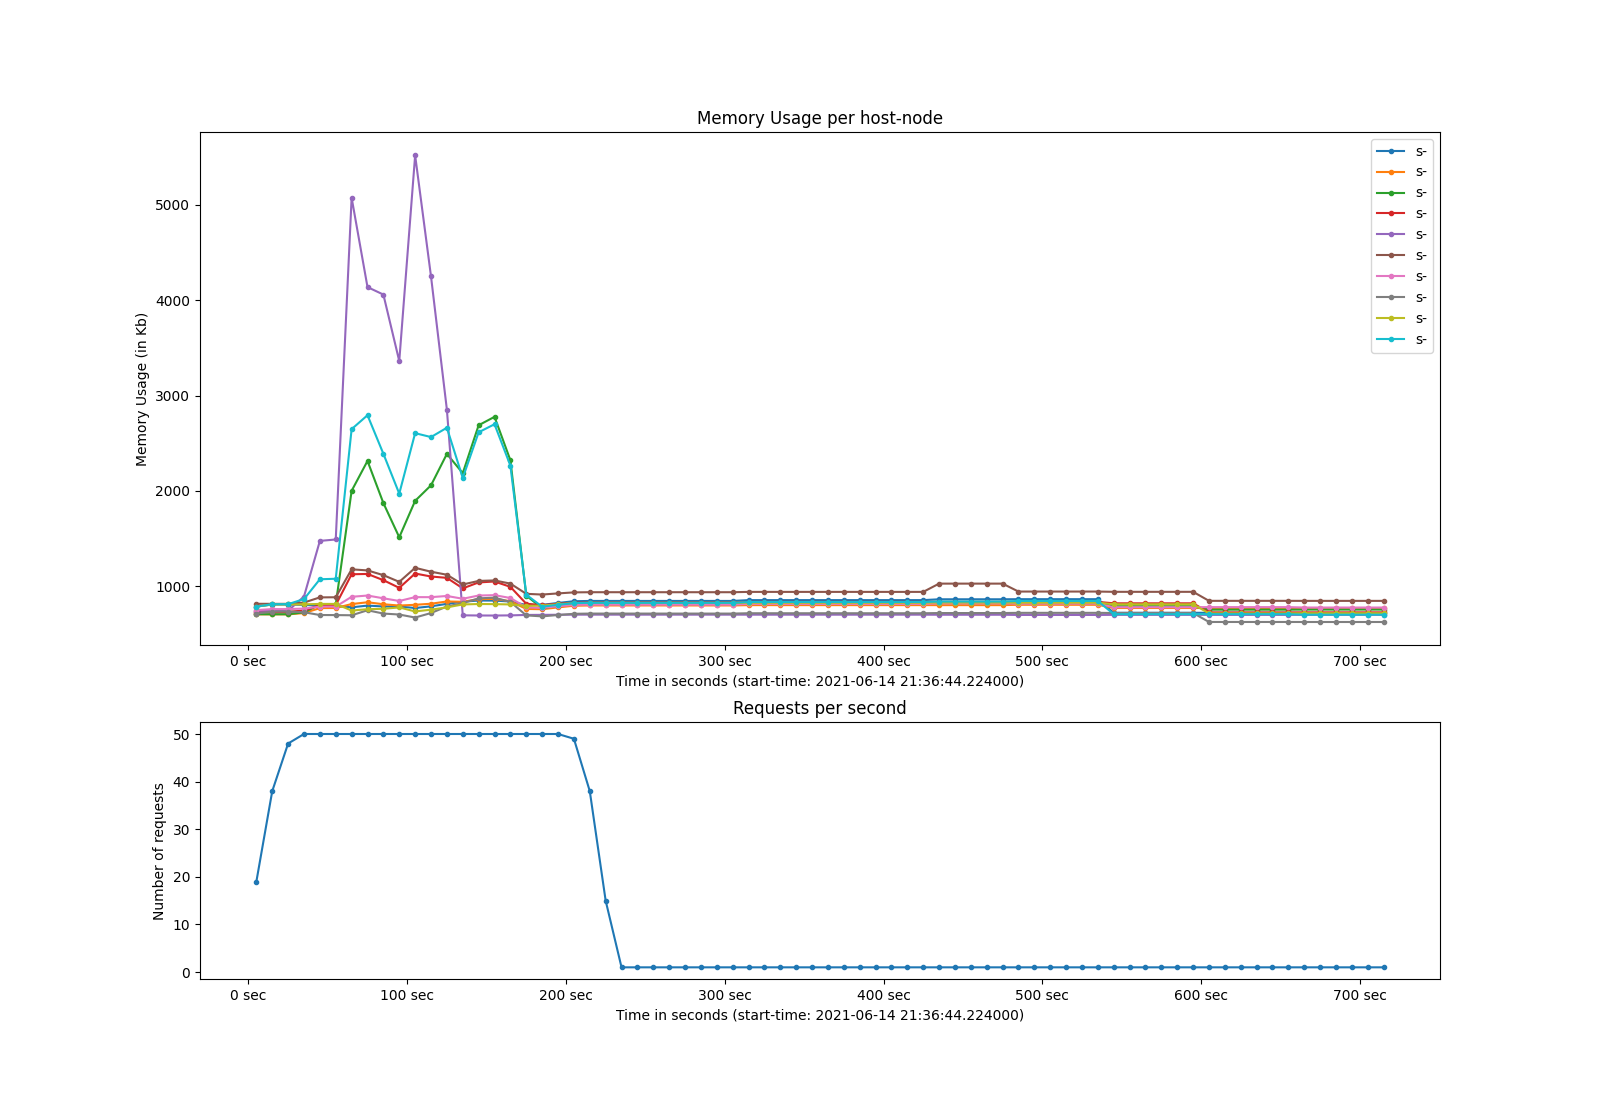 Memory Usage per host-node
Memory Usage (in Kb)
5000
4000
3000
2000
1000
s-
s-
s-
s-
s-
s-
s-
s-
s-
s-
0 sec 100 sec 200 sec 300 sec 400 sec 500 sec 600 sec 700 sec
Time in seconds (start-time: 2021-06-14 21:36:44.224000)
Requests per second
Number of requests
50
40
30
20
10
0
0 sec 100 sec 200 sec 300 sec 400 sec 500 sec 600 sec 700 sec
Time in seconds (start-time: 2021-06-14 21:36:44.224000)